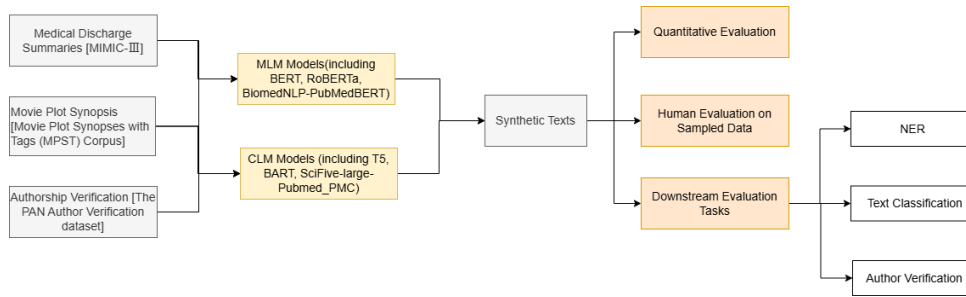 Medical Discharge
Summaries [MIMIC-Ⅲ]
Movie Plot Synopsis
[Movie Plot Synopses with
Tags (MPST) Corpus]
Authorship Verification [The
PAN Author Verification
dataset]
MLM Models(including
BERT, RoBERTa,
BiomedNLP-PubMedBERT)
CLM Models (including T5,
BART, SciFive-large-
Pubmed_PMC)
Synthetic Texts
Quantitative Evaluation
Human Evaluation on
Sampled Data
Downstream Evaluation
Tasks
NER
Text Classification
Author Verification